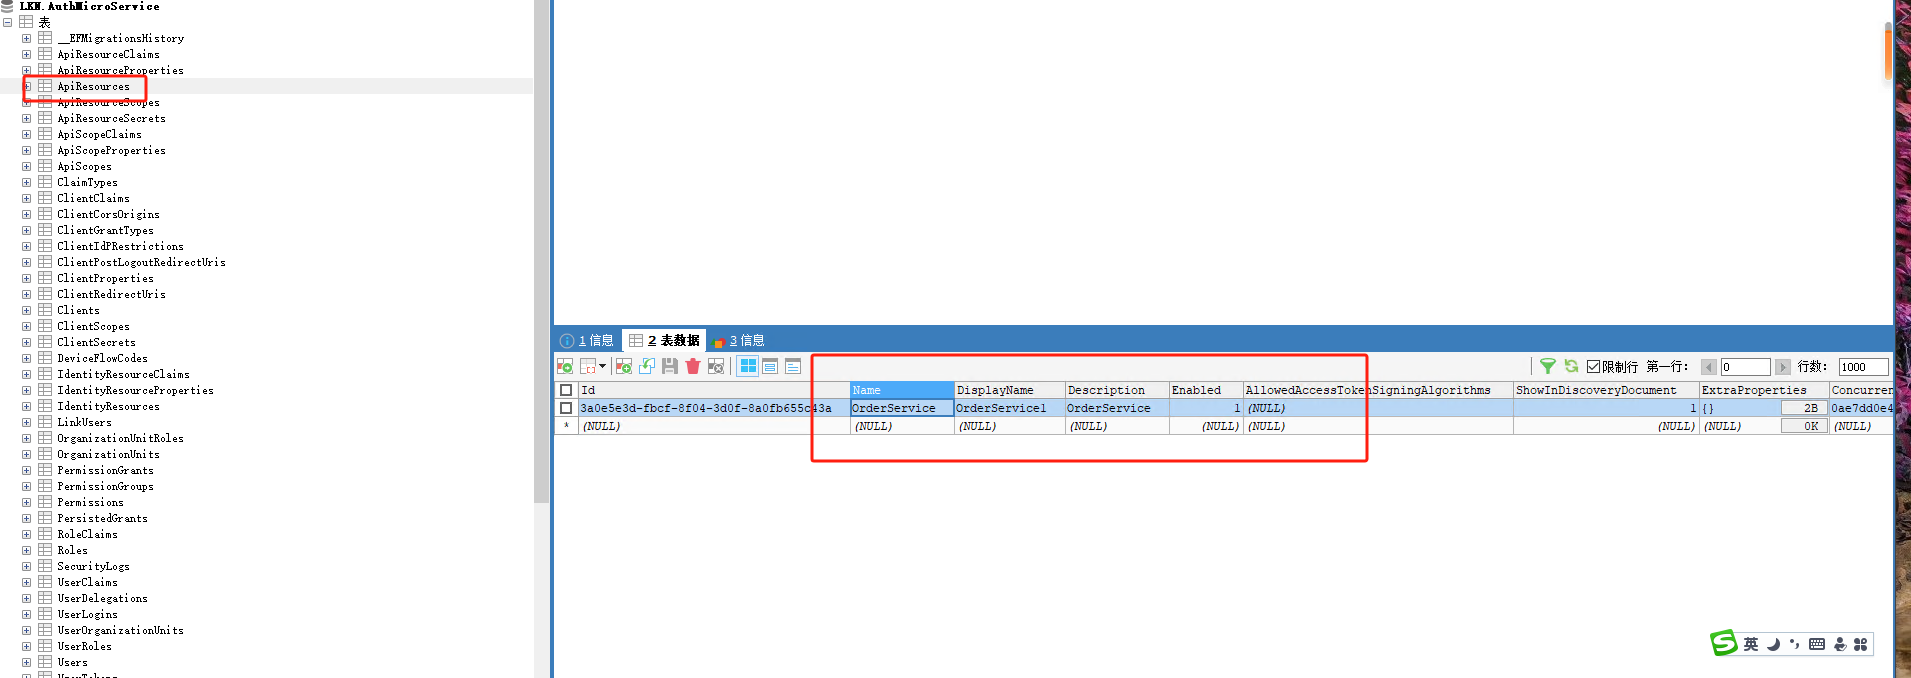 LKN.AuthMicroService
表
__EFMigrationsHistory
ApiResourceClaims
ApiResourceProperties
ApiResources
ApiResourceScopes
ApiResourceSecrets
ApiScopeClaims
ApiScopeProperties
ApiScopes
ClaimTypes
ClientClaims
ClientCorsOrigins
ClientGrantTypes
ClientIdPRestrictions
ClientPostLogoutRedirectUris
ClientProperties
ClientRedirectUris
Clients
ClientScopes
ClientSecrets
DeviceFlowCodes
IdentityResourceClaims
IdentityResourceProperties
IdentityResources
LinkUsers
OrganizationUnitRoles
OrganizationUnits
PermissionGrants
PermissionGroups
Permissions
PersistedGrants
RoleClaims
Roles
SecurityLogs
UserClaims
UserDelegations
UserLogins
UserOrganizationUnits
UserRoles
Users
1 信息 2 表数据 3 信息
限制行 第一行: 0 行数: 1000
Id Name DisplayName Description Enabled AllowedAccessTokenSigningAlgorithms ShowInDiscoveryDocument ExtraProperties Concurren
3a0e5e3d-fbcf-8f04-3d0f-8a0fb655c43a OrderService OrderService1 OrderService 1 (NULL) 1 {} 2B 0ae7dd0e4
* (NULL) (NULL) (NULL) (NULL) (NULL) (NULL) (NULL) (NULL) 0K (NULL)
S 英